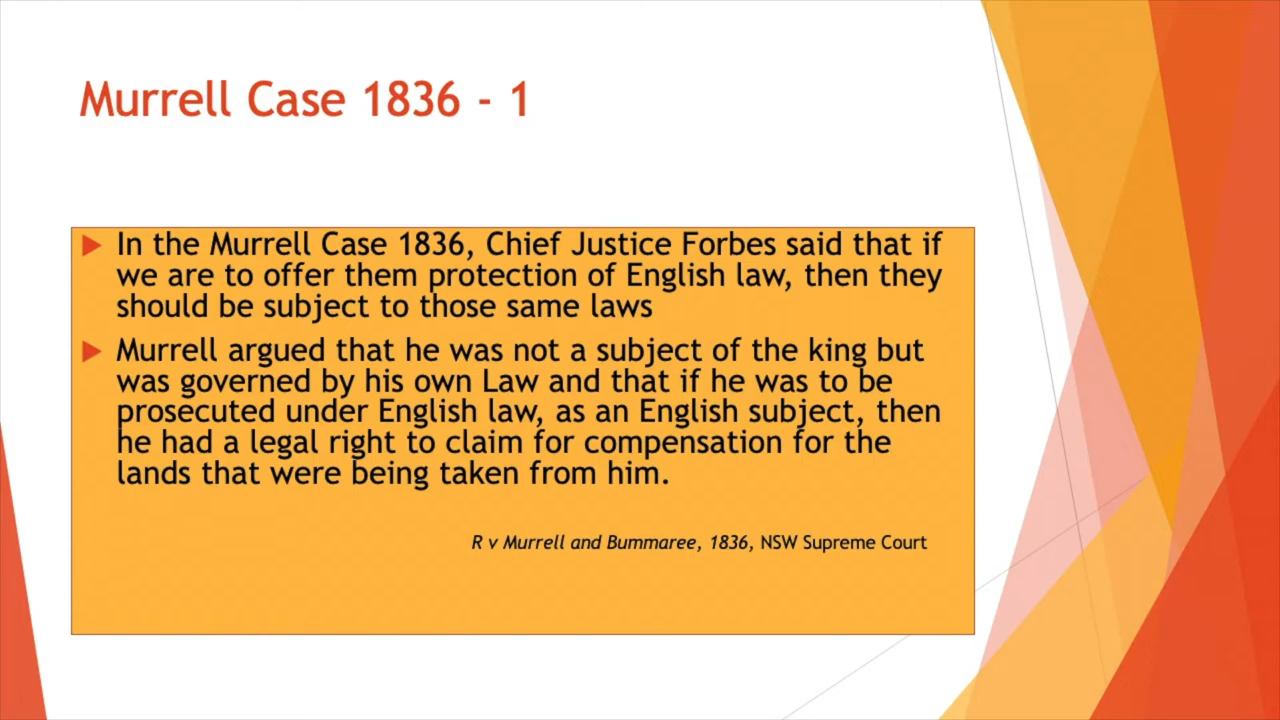 Murrell Case 1836 - 1
In the Murrell Case 1836, Chief Justice Forbes said that if
we are to offer them protection of English law, then they
should be subject to those same laws
Murrell argued that he was not a subject of the king but
was governed by his own Law and that if he was to be
prosecuted under English law, as an English subject, then
he had a legal right to claim for compensation for the
lands that were being taken from him.
R v Murrell and Bummaree, 1836, NSW Supreme Court